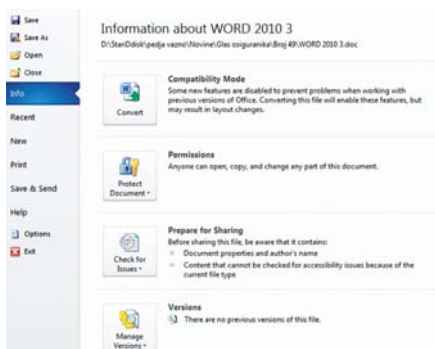 Save
Save As
Open
Close
Info
Recent
New
Print
Save & Send
Help
Options
Exit
Information about WORD 2010 3
D:\StariDdisk\pedja vazno\Novine\Glas osiguranika\Broj 49\WORD 2010 3.doc
Convert
Compatibility Mode
Some new features are disabled to prevent problems when working with
previous versions of Office. Converting this file will enable these features, but
may result in layout changes.
Protect
Document
Permissions
Anyone can open, copy, and change any part of this document.
Check for
Issues
Prepare for Sharing
Before sharing this file, be aware that it contains:
Document properties and author's name
Content that cannot be checked for accessibility issues because of the
current file type
Manage
Versions
Versions
There are no previous versions of this file.